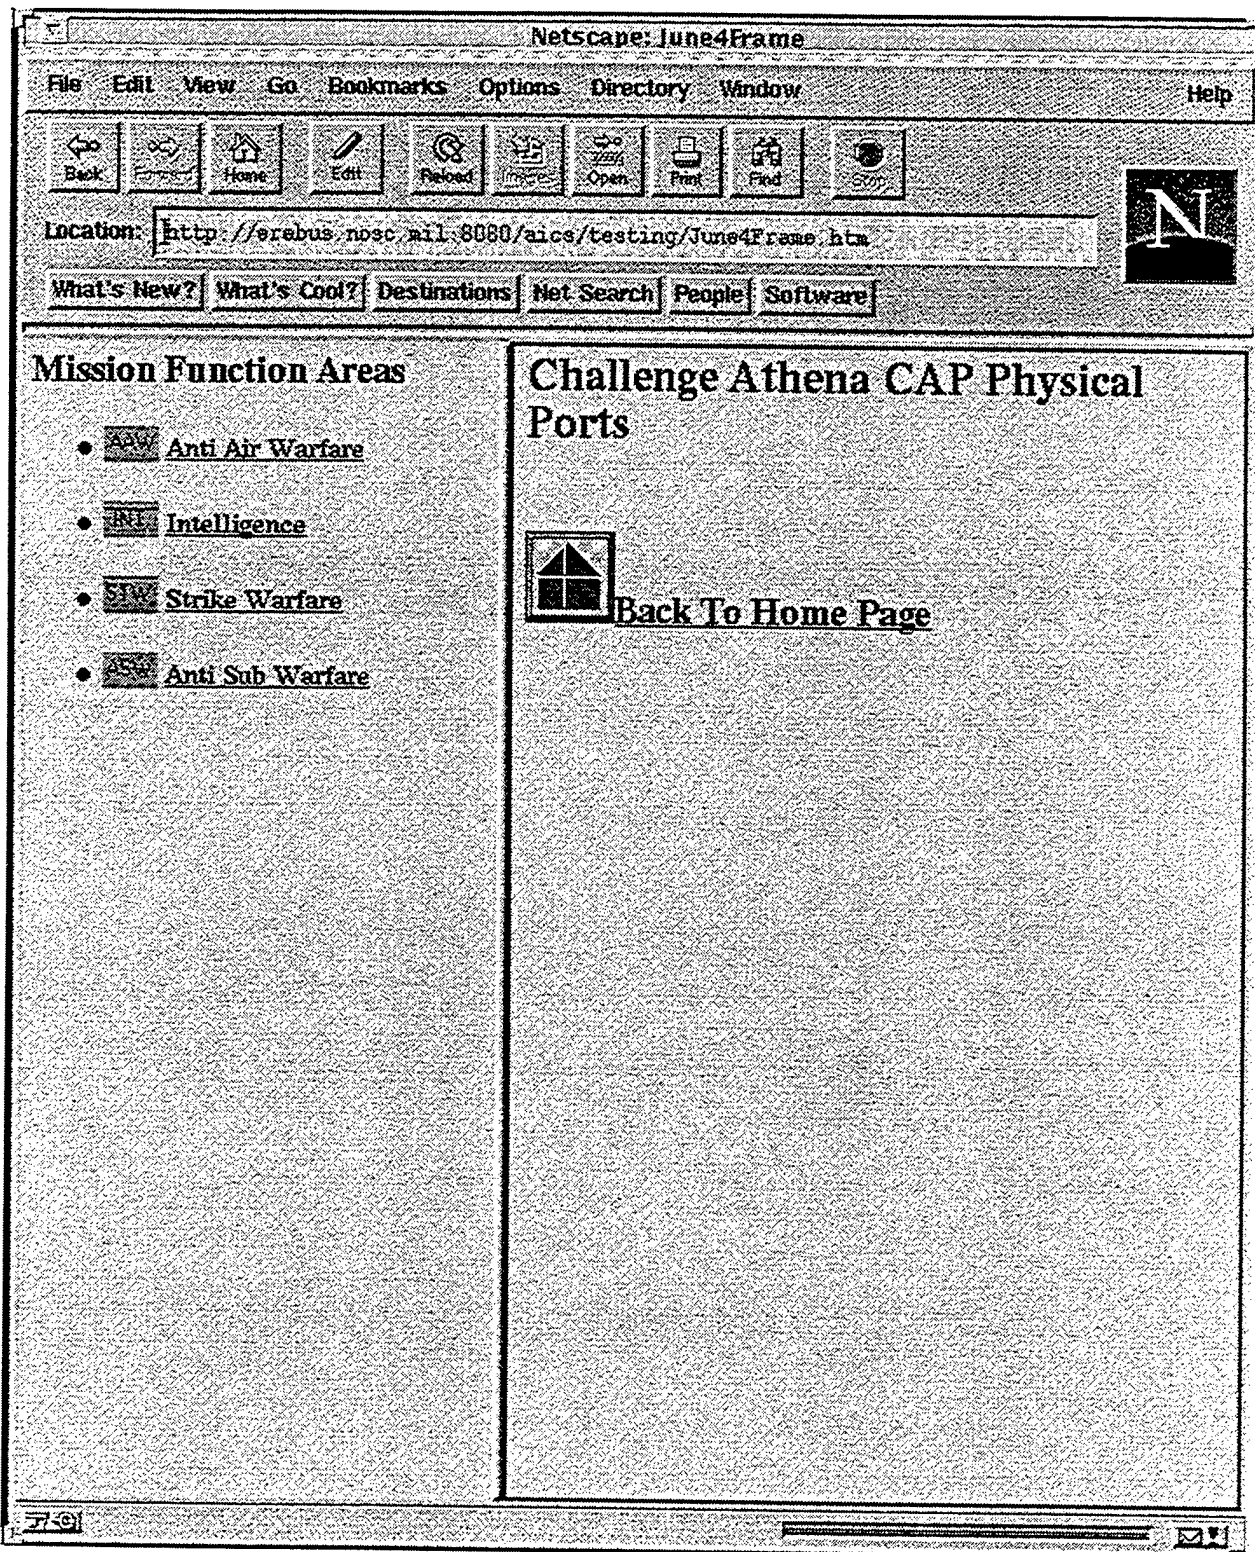 Netscape: June4Frame
File Edit View Go Bookmarks Options Directory Window Help
Back Forward Home Edit Reload Images Open Print Find Stop
N
Location: http://erebus.nosc.mil:8080/aics/testing/June4Frame.htm
What's New? What's Cool? Destinations Net Search People Software
Mission Function Areas
AAW Anti Air Warfare
INT Intelligence
STW Strike Warfare
ASW Anti Sub Warfare
Challenge Athena CAP Physical
Ports
Back To Home Page